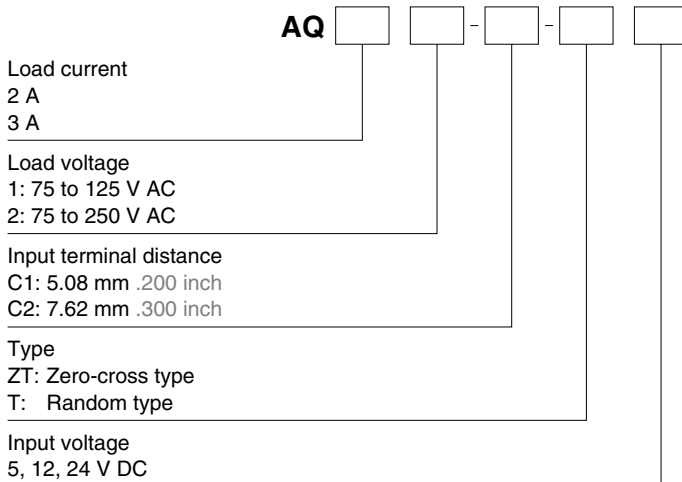 AQ - -
Load current
2 A
3 A
Load voltage
1: 75 to 125 V AC
2: 75 to 250 V AC
Input terminal distance
C1: 5.08 mm .200 inch
C2: 7.62 mm .300 inch
Type
ZT: Zero-cross type
T: Random type
Input voltage
5, 12, 24 V DC